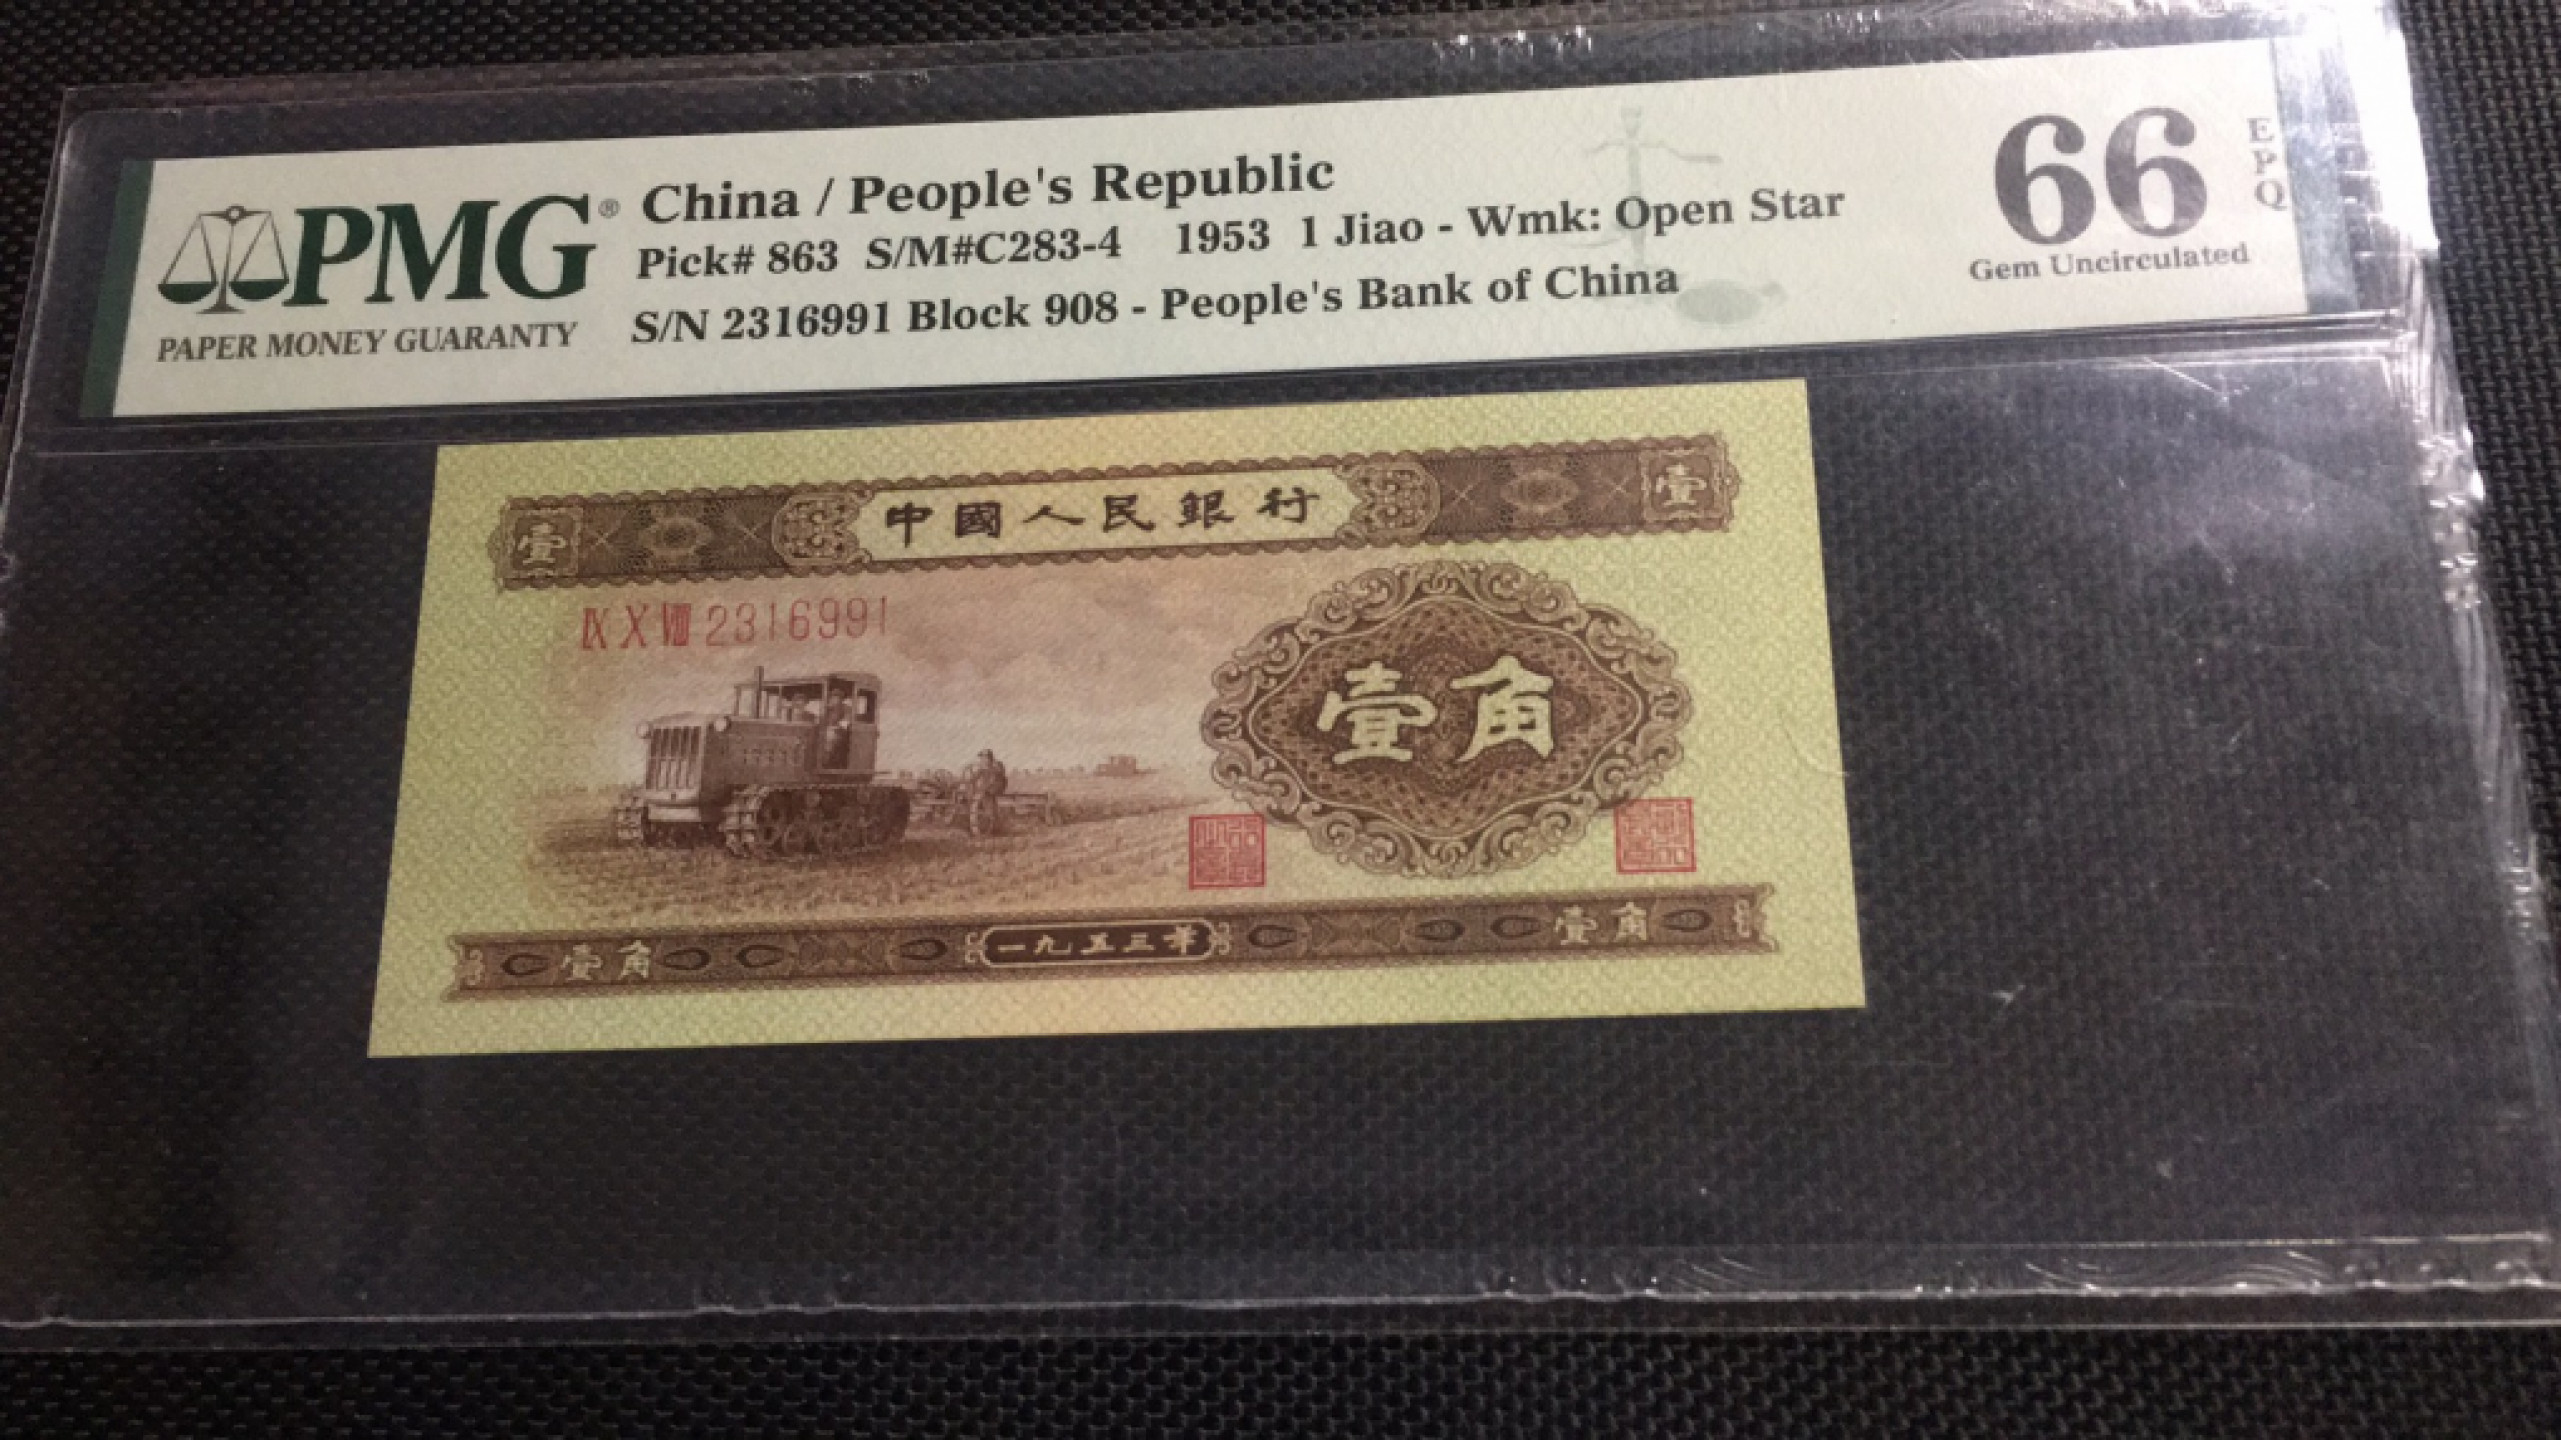 PMG®
PAPER MONEY GUARANTY
China / People's Republic
Pick# 863 S/M#C283-4 1953 1 Jiao - Wmk: Open Star
S/N 2316991 Block 908 - People's Bank of China
66
EPQ
Gem Uncirculated
壹 中國人民銀行 壹
IX X VIII 2316991
壹角
壹角 一九五三年 壹角